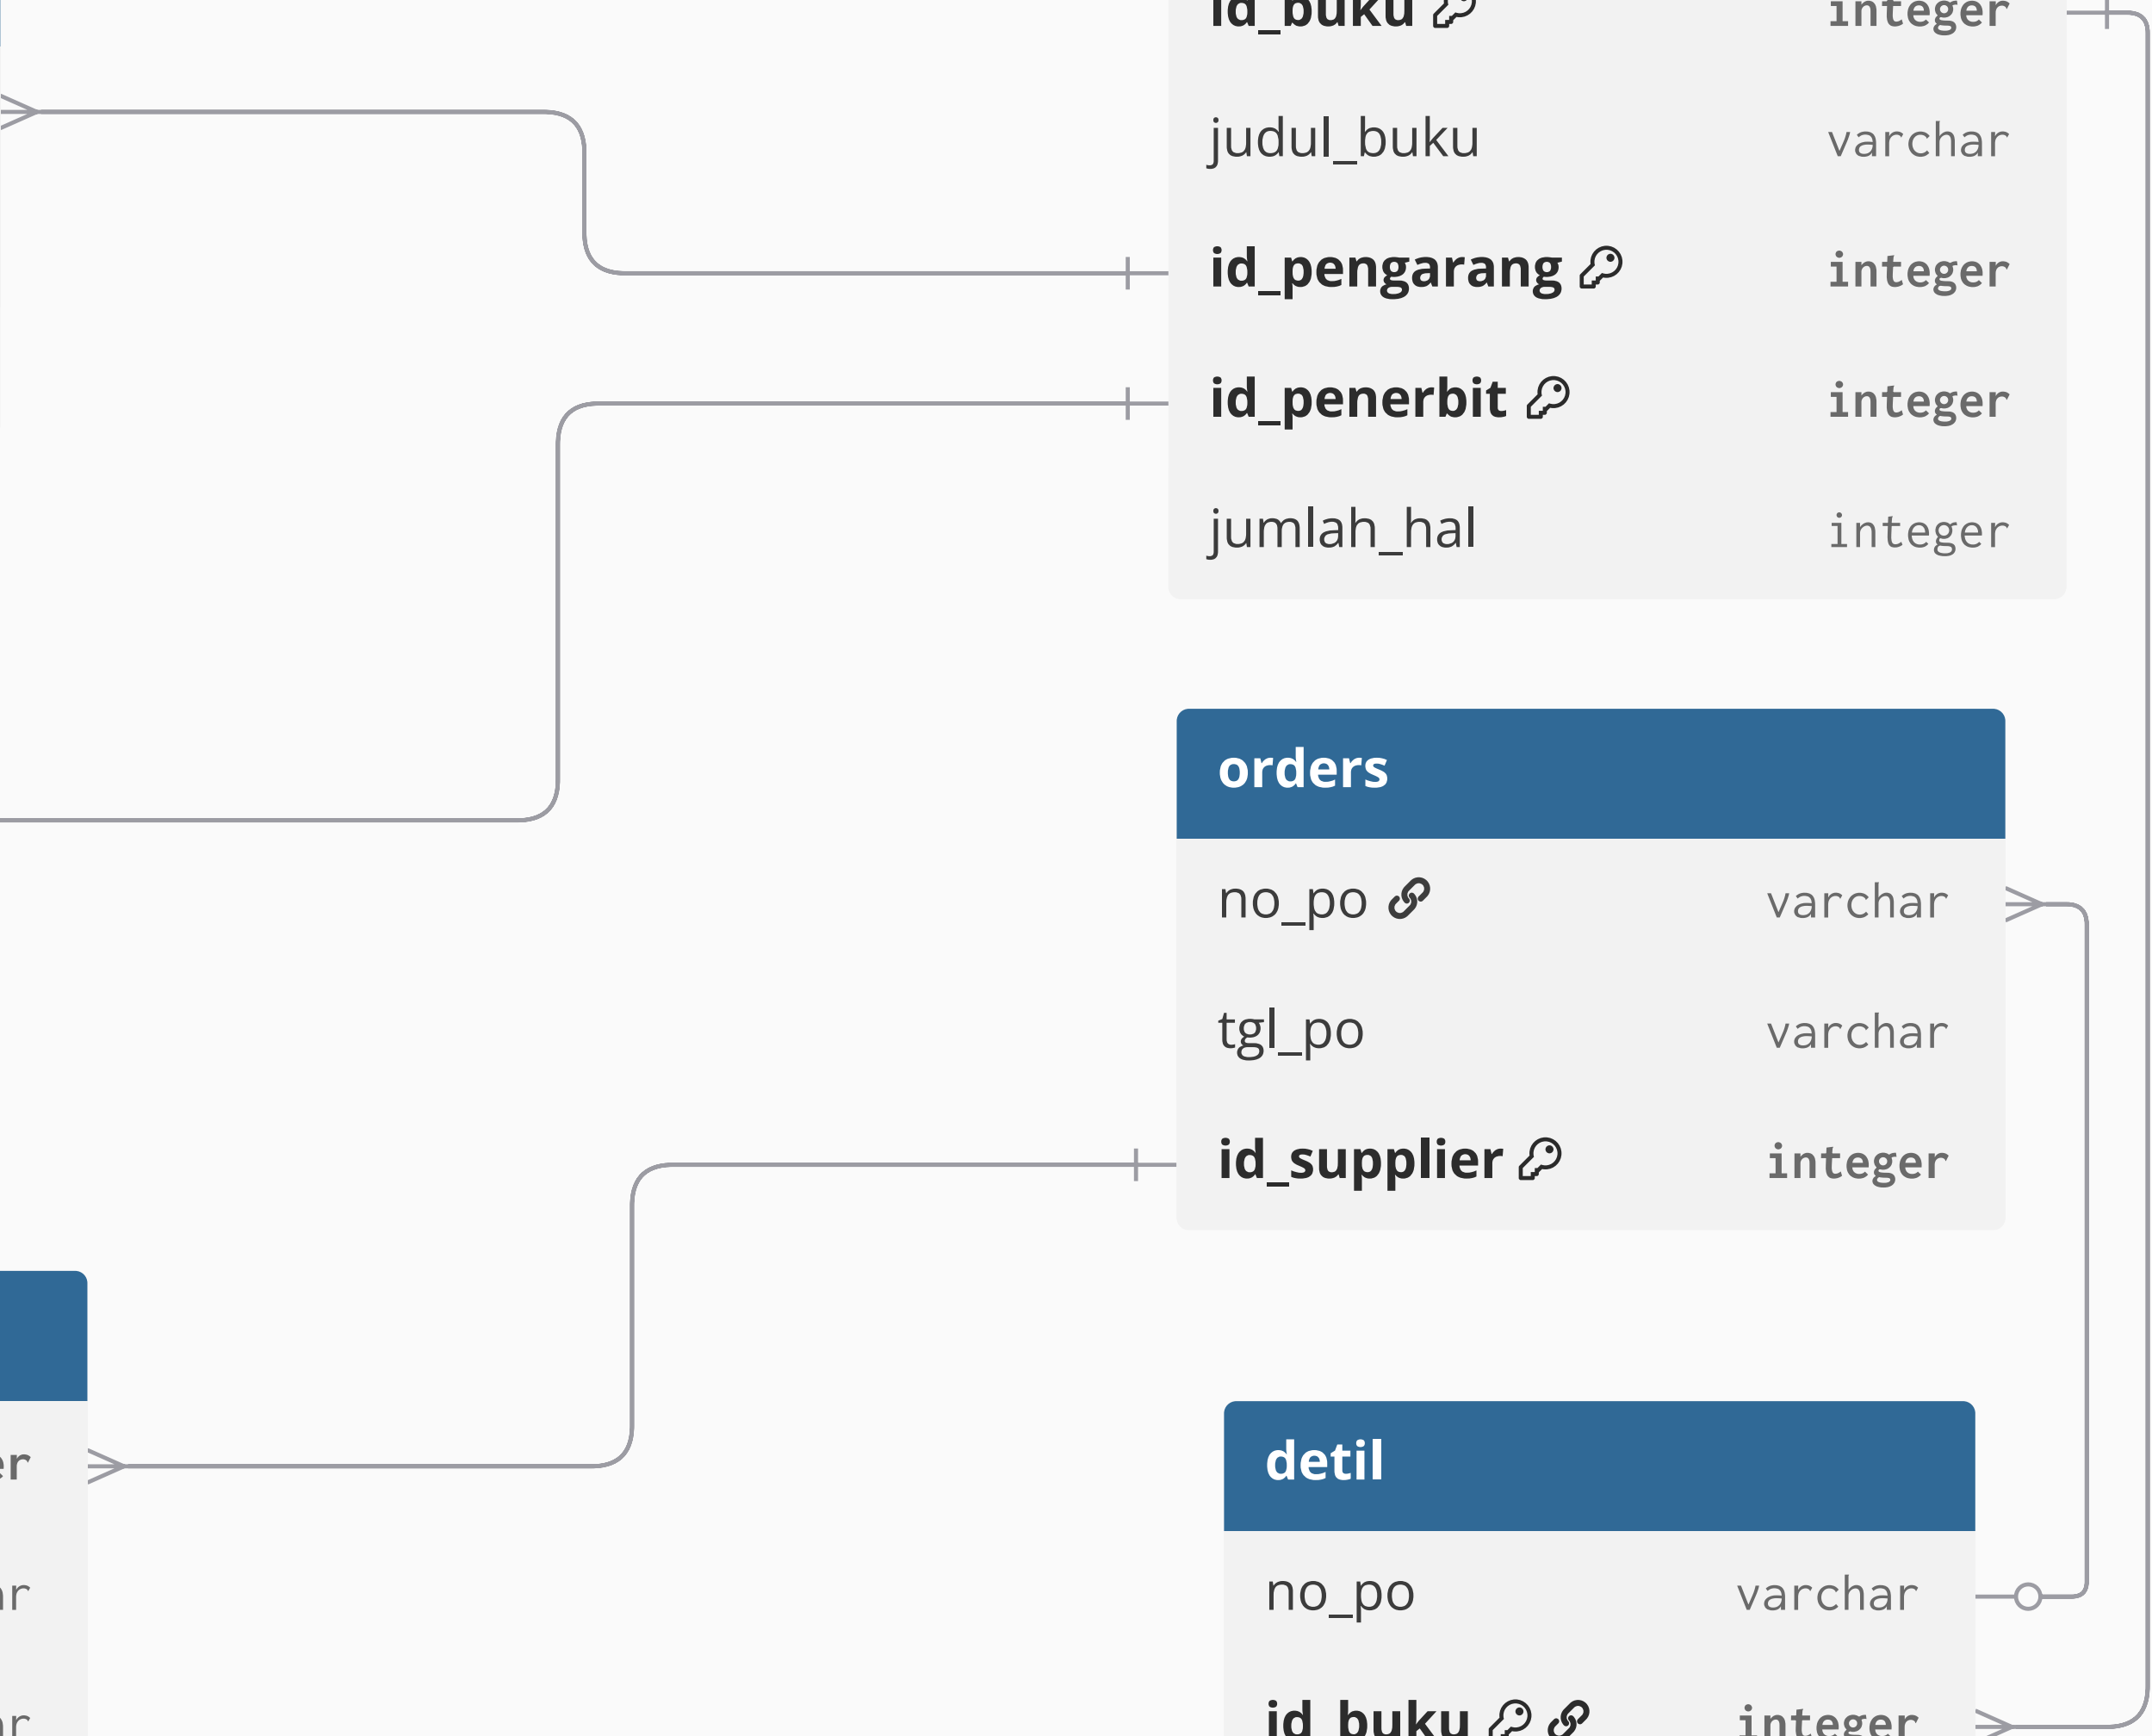 id_buku integer
judul_buku varchar
id_pengarang integer
id_penerbit integer
jumlah_hal integer
orders
no_po varchar
tgl_po varchar
id_supplier integer
detil
no_po varchar
id_buku integer